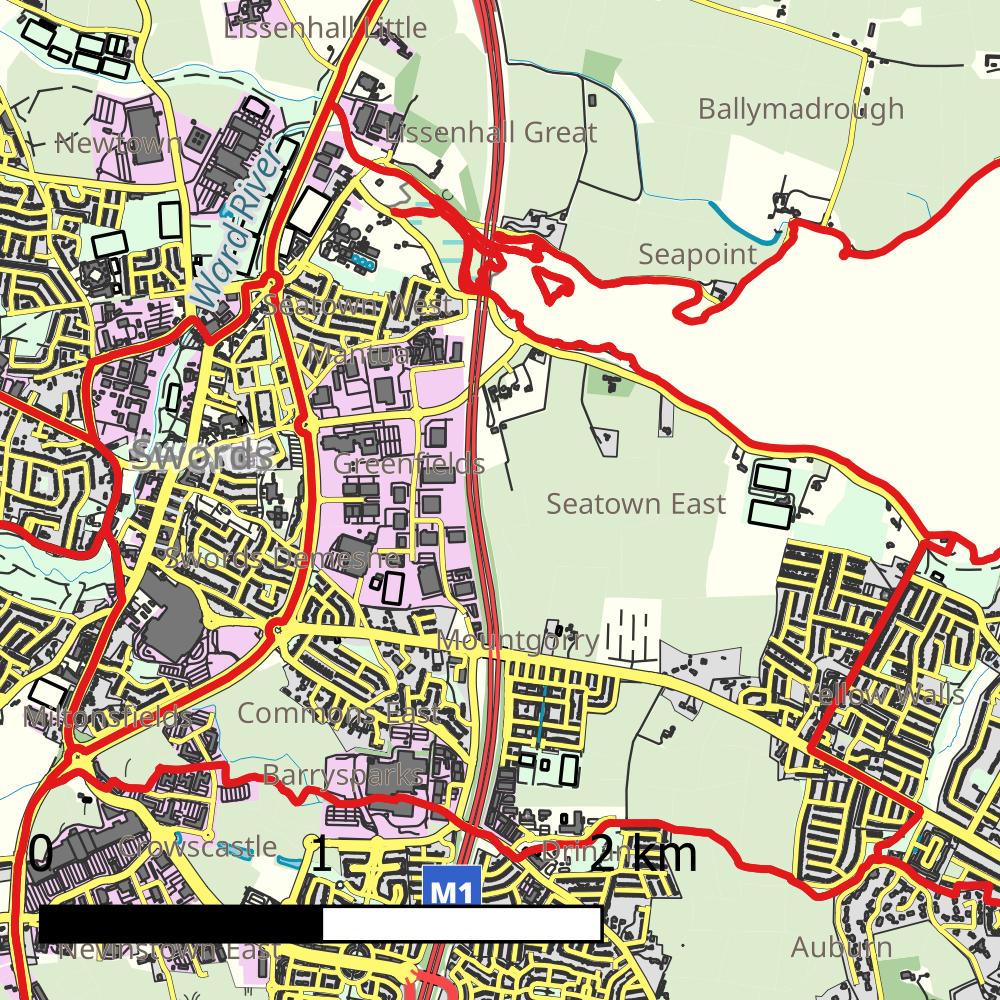 Lissenhall Little
Ballymadrough
Lissenhall Great
Newtown
Word River
Seapoint
Seatown West
Mantua
Swords
Greenfields
Seatown East
Swords Demesne
Mountgorry
Yellow Walls
Miltonsfields
Commons East
Barrysparks
Crowscastle
Drinan
0 1 2 km
M1
Nevinstown East
Auburn